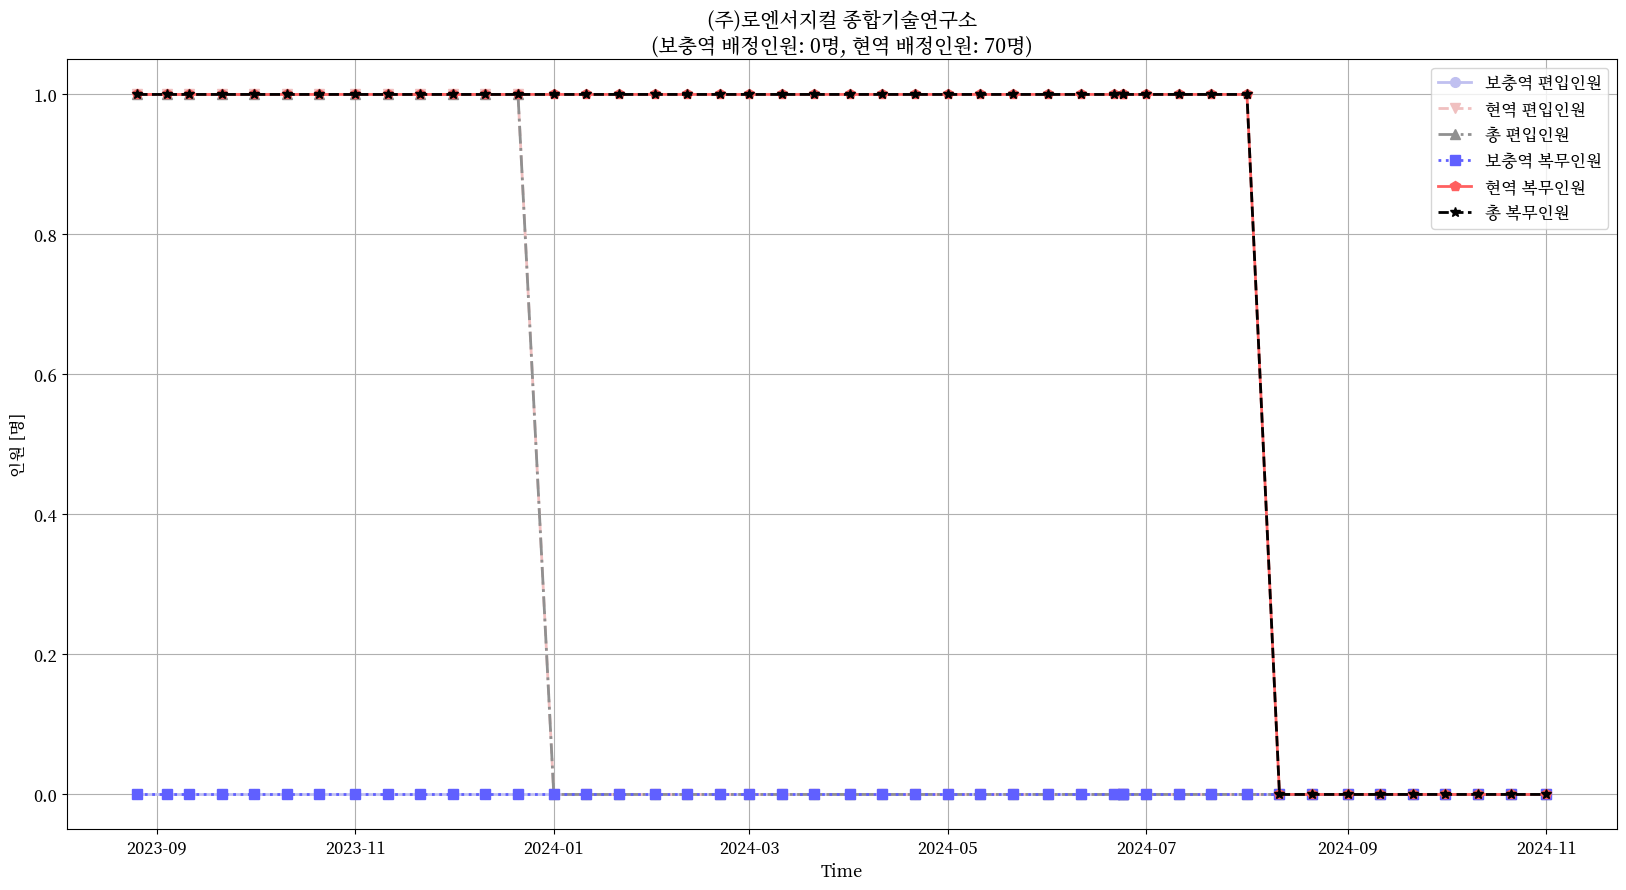 (주)로엔서지컬 종합기술연구소
(보충역 배정인원: 0명, 현역 배정인원: 70명)
보충역 편입인원
현역 편입인원
총 편입인원
보충역 복무인원
현역 복무인원
총 복무인원
인원 [명]
1.0
0.8
0.6
0.4
0.2
0.0
2023-09
2023-11
2024-01
2024-03
2024-05
2024-07
2024-09
2024-11
Time